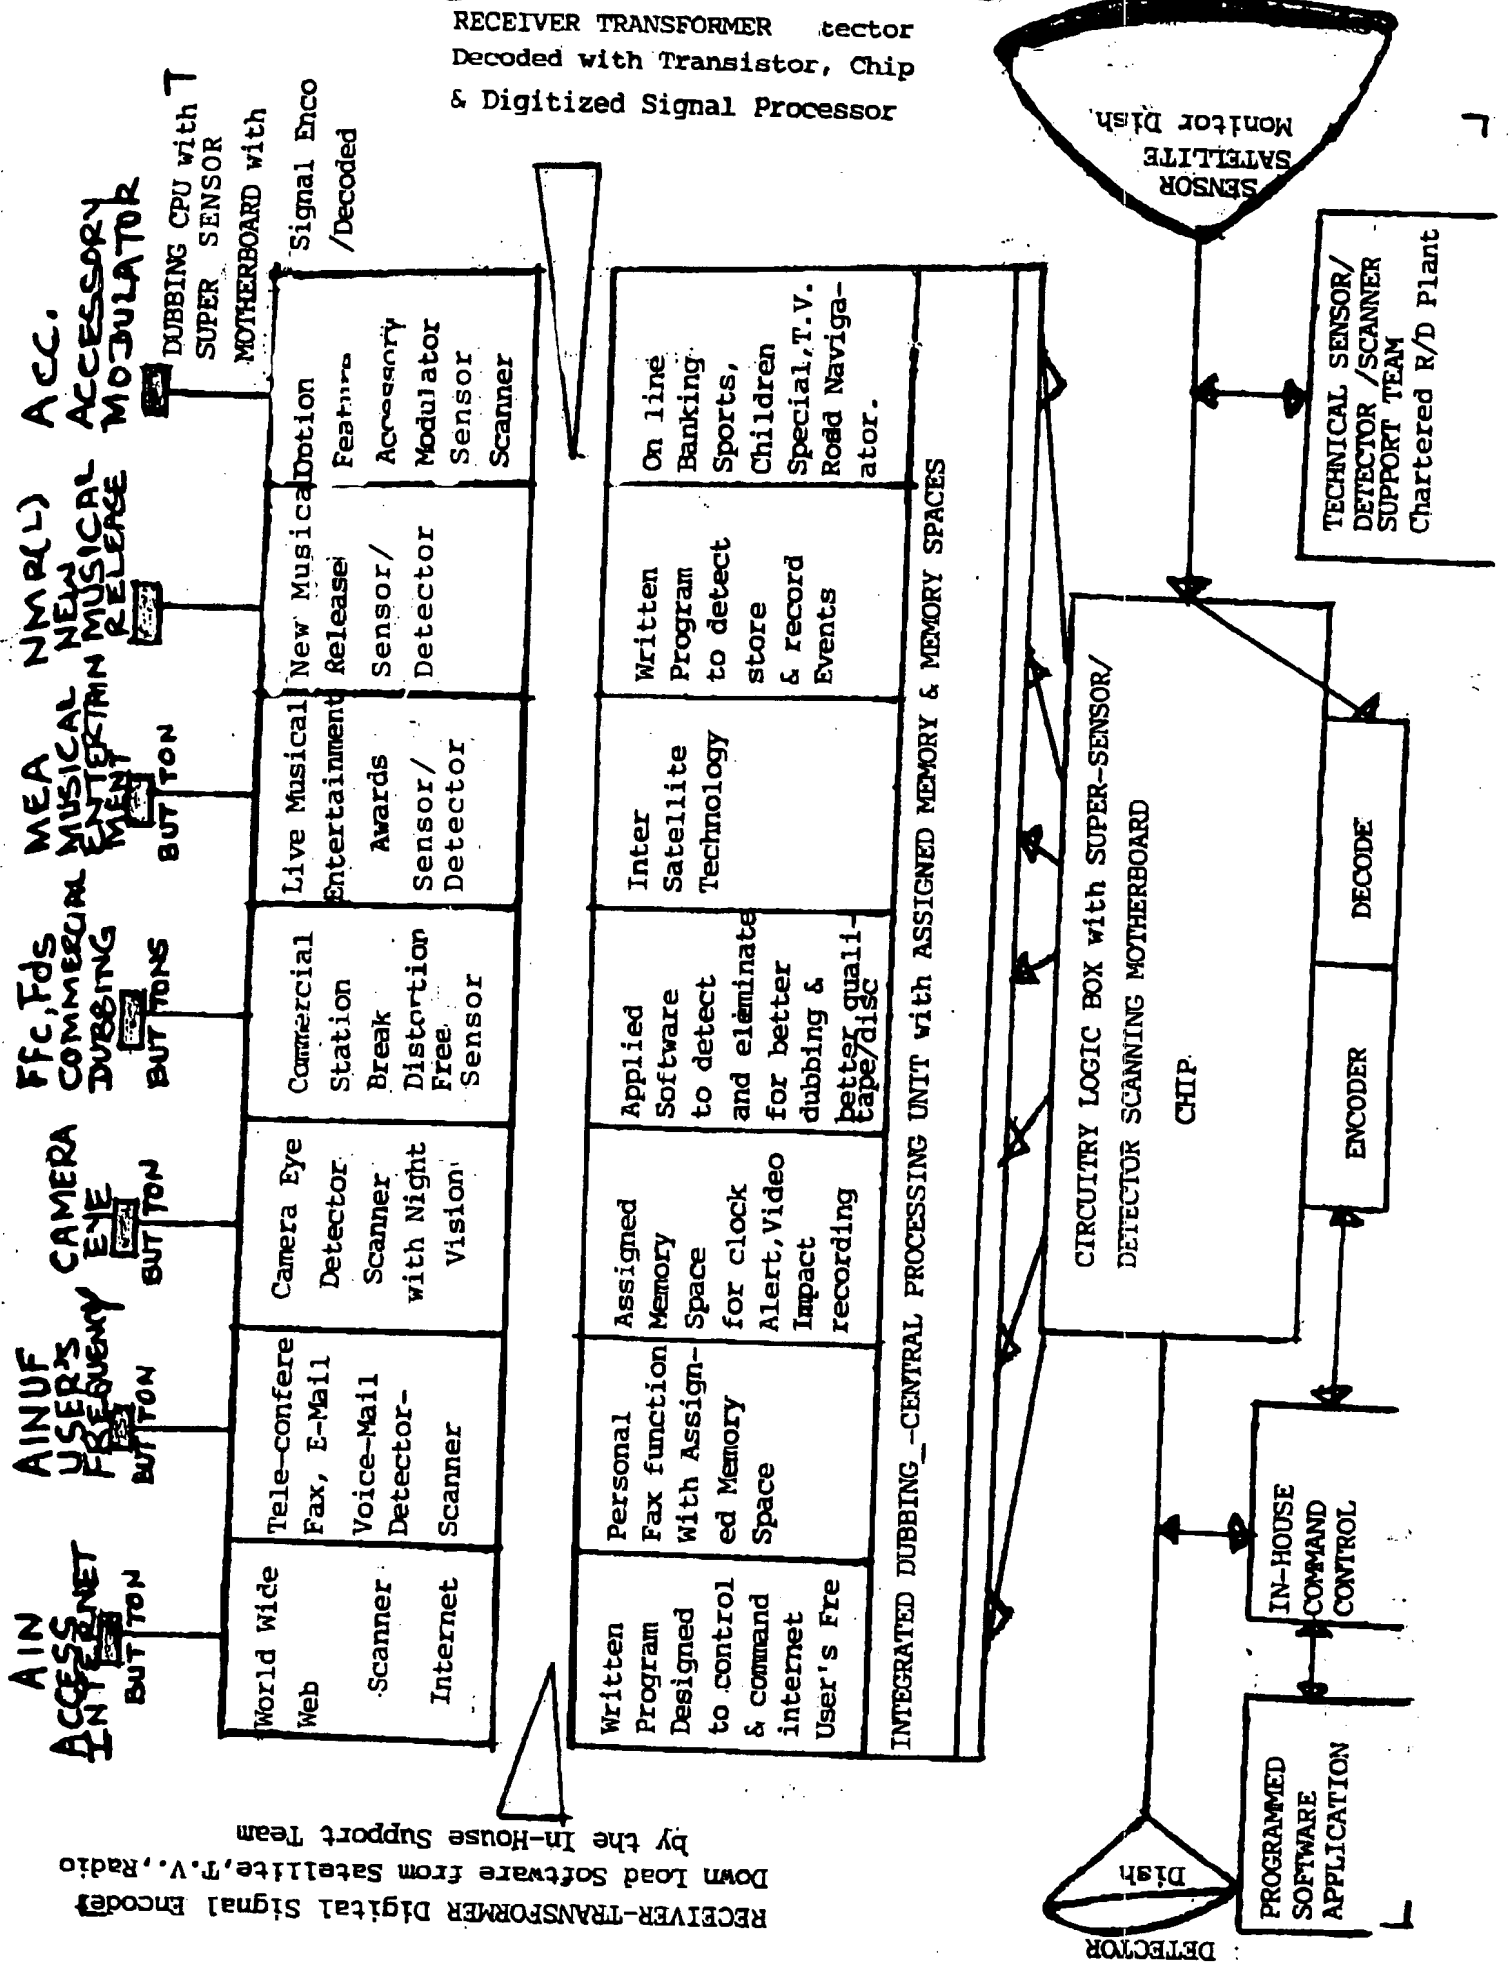 RECEIVER TRANSFORMER tector
Decoded with Transistor, Chip
& Digitized Signal Processor
DUBBING CPU with
SUPER SENSOR
MOTHERBOARD with
Signal Enco
/Decoded
AIN
ACCESS
INTERNET
BUTTON
AINUF
USER'S
FREQUENCY
BUTTON
CAMERA
EYE
BUTTON
Ffc,Fds
COMMERCIAL
DUBBING
BUTTONS
MEA
MUSICAL
ENTERTAIN
MENT
BUTTON
NMR(L)
NEW
MUSICAL
RELEASE
ACC.
ACCESSORY
MODULATOR
World Wide
Web
Scanner
Internet
Tele-confere
Fax, E-Mail
Voice-Mail
Detector-
Scanner
Camera Eye
Detector
Scanner
with Night
Vision
Commercial
Station
Break
Distortion
Free
Sensor
Live Musical
Entertainment
Awards
Sensor/
Detector
New Musical
Release
Sensor/
Detector
Option
Feature
Accessory
Modulator
Sensor
Scanner
Written
Program
Designed
to control
& command
internet
User's Fre
Personal
Fax function
With Assign-
ed Memory
Space
Assigned
Memory
Space
for clock
Alert,Video
Impact
recording
Applied
Software
to detect
and eleminate
for better
dubbing &
better quali-
tape/disc
Inter
Satellite
Technology
Written
Program
to detect
store
& record
Events
On line
Banking
Sports,
Children
Special,T.V.
Road Naviga-
ator.
INTEGRATED DUBBING_-CENTRAL PROCESSING UNIT with ASSIGNED MEMORY & MEMORY SPACES
CIRCUITRY LOGIC BOX with SUPER-SENSOR/
DETECTOR SCANNING MOTHERBOARD
CHIP
ENCODER
DECODE
SENSOR
SATELLITE
Monitor Dish
TECHNICAL SENSOR/
DETECTOR /SCANNER
SUPPORT TEAM
Chartered R/D Plant
IN-HOUSE
COMMAND
CONTROL
PROGRAMMED
SOFTWARE
APPLICATION
DETECTOR
Dish
RECEIVER-TRANSFORMER Digital Signal Encoder
Down Load Software from Satellite,T.V.,Radio
by the In-House Support Team